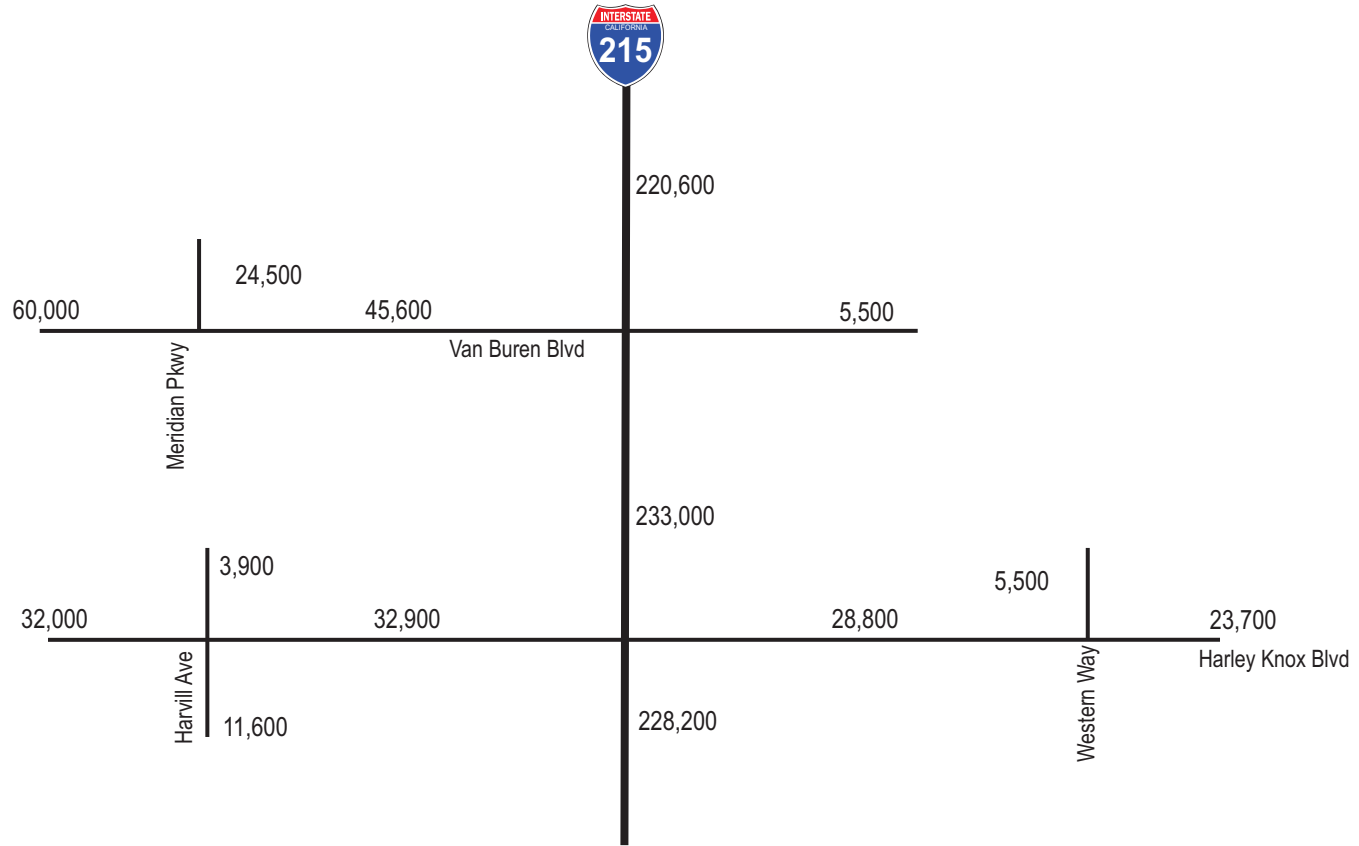 INTERSTATE
CALIFORNIA
215
220,600
24,500
60,000
45,600
5,500
Van Buren Blvd
Meridian Pkwy
233,000
3,900
5,500
32,000
32,900
28,800
23,700
Harley Knox Blvd
Harvill Ave
Western Way
11,600
228,200